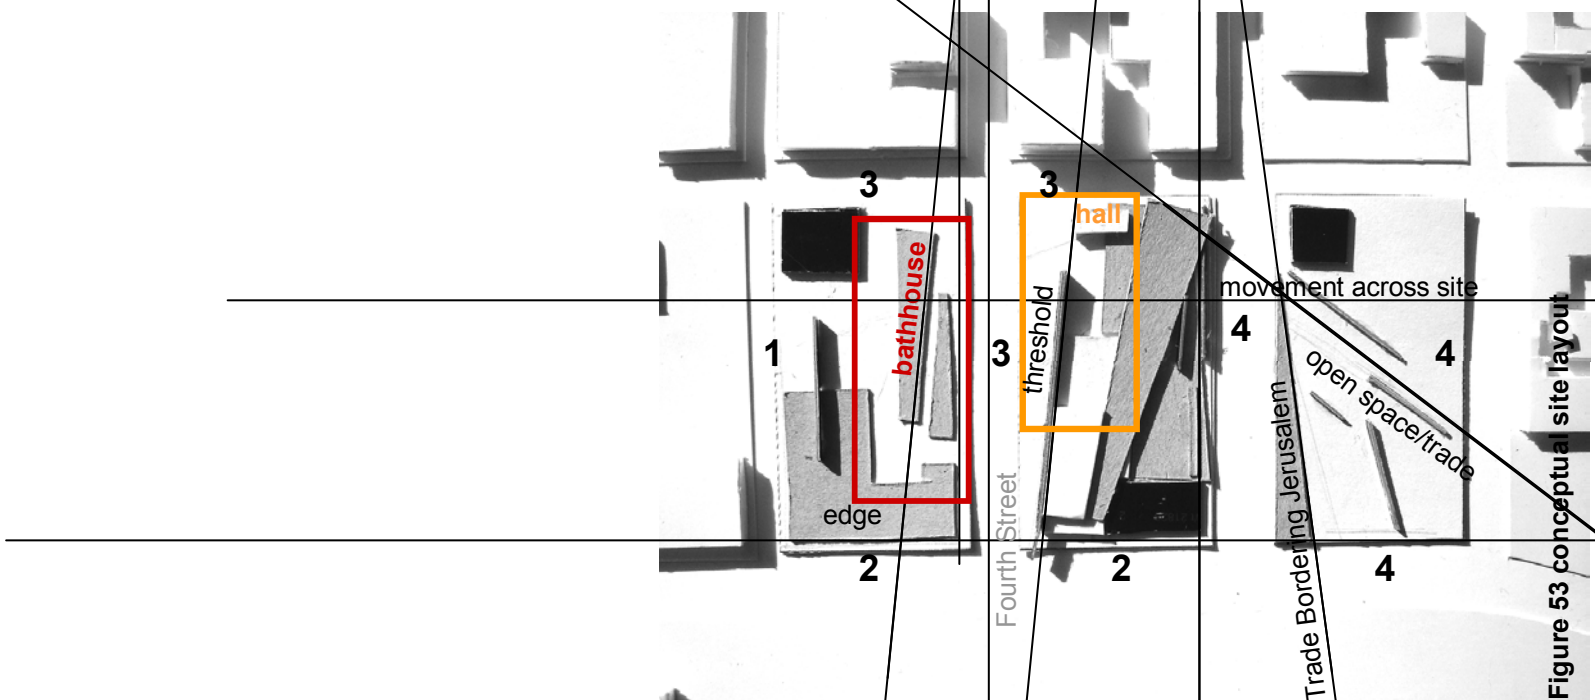 3
3
hall
bathhouse
threshold
movement across site
1
3
4
4
open space/trade
edge
Fourth Street
Trade Bordering Jerusalem
2
2
4
Figure 53 conceptual site layout